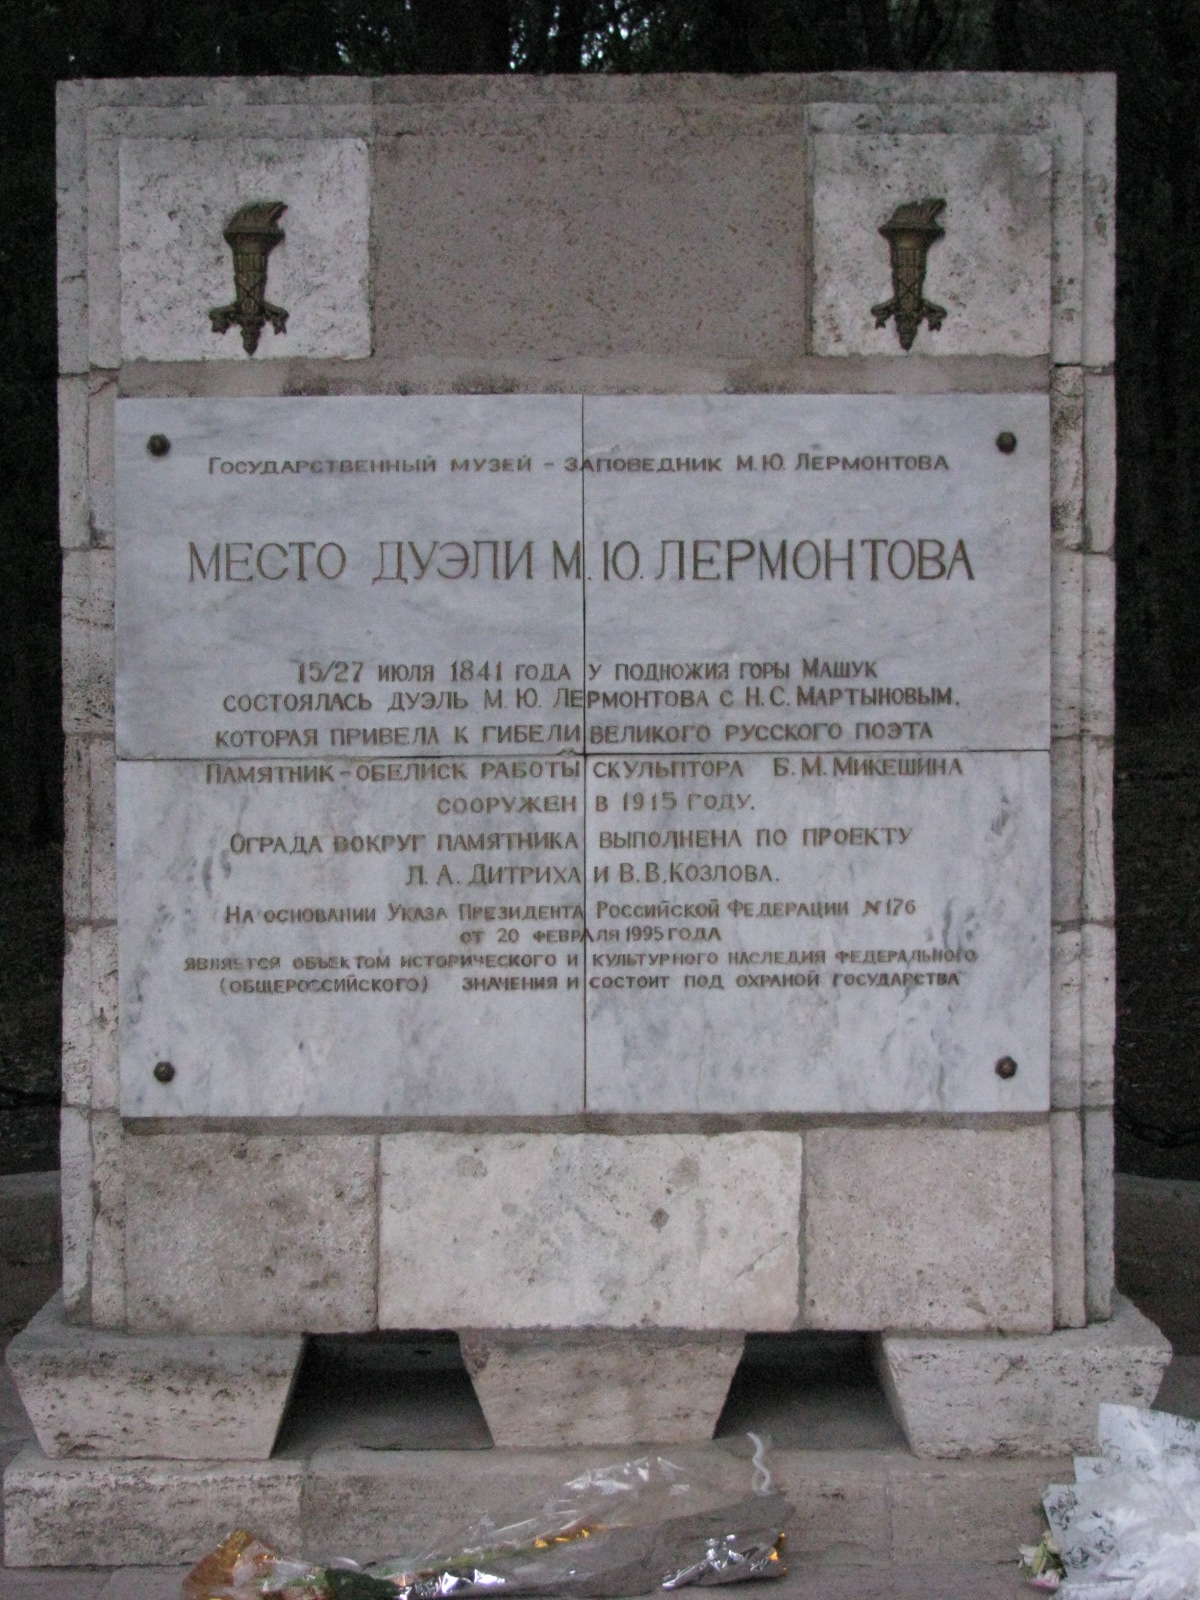 Государственный музей - заповедник М.Ю. Лермонтова
Место дуэли М.Ю. Лермонтова
15/27 июля 1841 года у подножия горы Машук
состоялась дуэль М.Ю. Лермонтова с Н.С. Мартыновым,
которая привела к гибели великого русского поэта
Памятник-обелиск работы скульптора Б.М. Микешина
сооружен в 1915 году.
Ограда вокруг памятника выполнена по проекту
Л.А. Дитриха и В.В. Козлова.
На основании Указа Президента Российской Федерации №176
от 20 февраля 1995 года
является объектом исторического и культурного наследия федерального
(общероссийского) значения и состоит под охраной государства